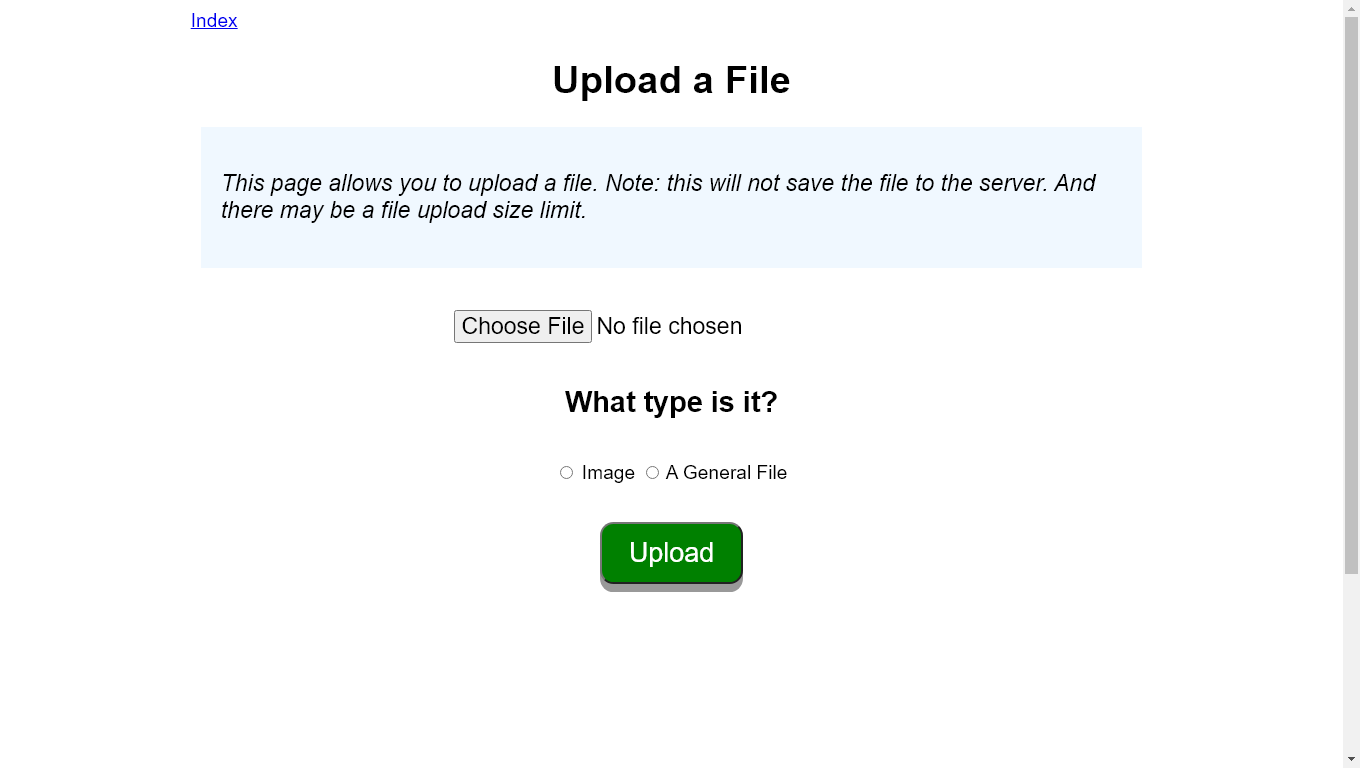 Index
Upload a File
This page allows you to upload a file. Note: this will not save the file to the server. And
there may be a file upload size limit.
Choose File No file chosen
What type is it?
Image A General File
Upload